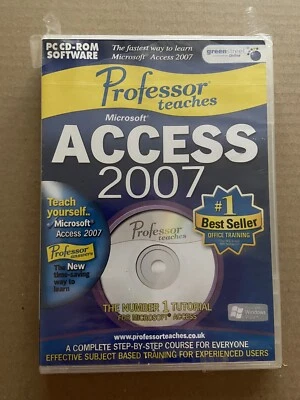 PC CD-ROM
SOFTWARE
The fastest way to learn
Microsoft Access 2007
greenstreet
Professor
teaches
Microsoft®
ACCESS
2007
Teach
yourself..
Microsoft
Access 2007
Professor
ANSWERS
The New
time-saving
way to
learn
Professor
teaches
#1
Best Seller
OFFICE TRAINING
THE NUMBER 1 TUTORIAL
FOR MICROSOFT ACCESS
Windows
www.professorteaches.co.uk
A COMPLETE STEP-BY-STEP COURSE FOR EVERYONE
EFFECTIVE SUBJECT BASED TRAINING FOR EXPERIENCED USERS